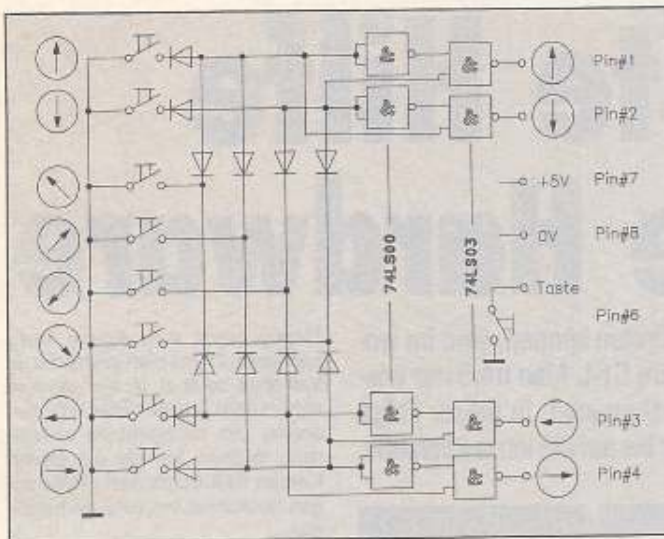 &
&
Pin#1
&
&
Pin#2
Pin#7
+5V
0V
Pin#8
Taste
Pin#6
74LS00
74LS03
&
&
Pin#3
&
&
Pin#4